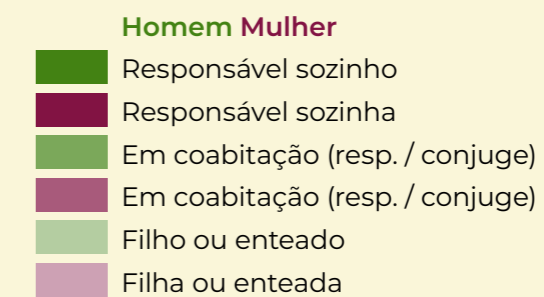 Homem Mulher
Responsável sozinho
Responsável sozinha
Em coabitação (resp. / conjuge)
Em coabitação (resp. / conjuge)
Filho ou enteado
Filha ou enteada